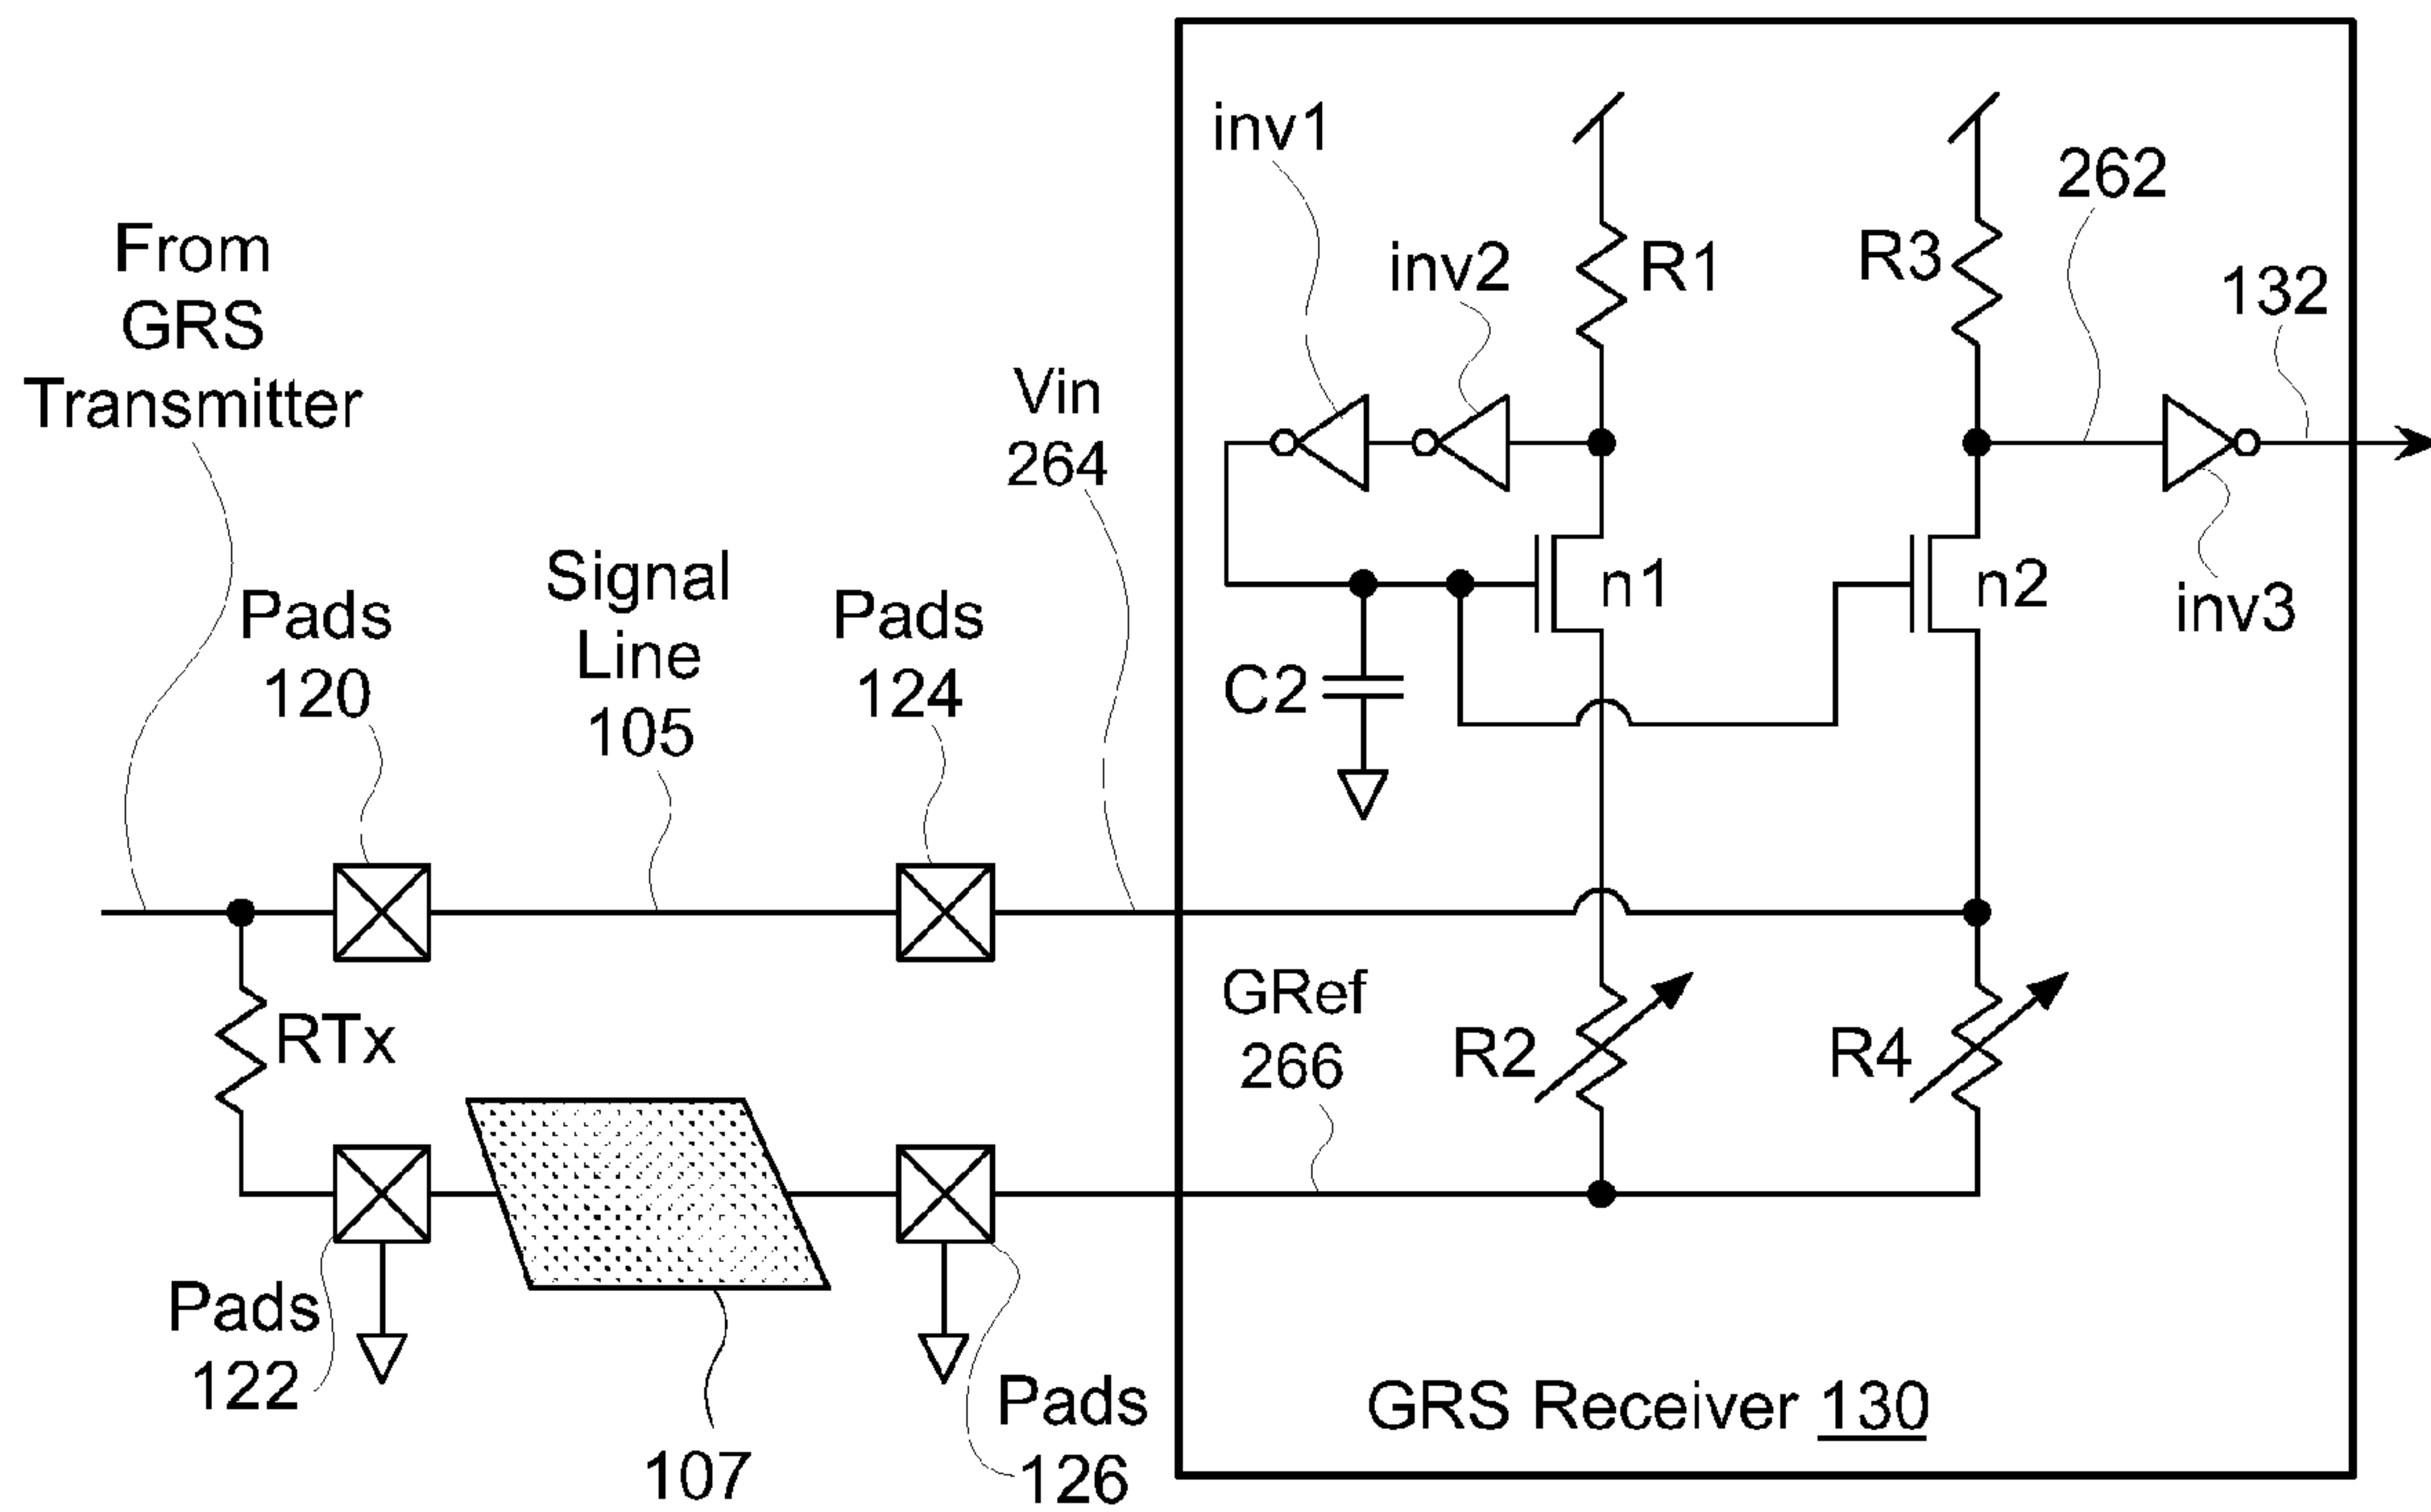 inv1
262
From
GRS
Transmitter
inv2
R1
R3
132
Vin
264
Signal
Line
105
Pads
120
Pads
124
n1
n2
inv3
C2
GRef
266
RTx
R2
R4
Pads
122
107
Pads
126
GRS Receiver 130